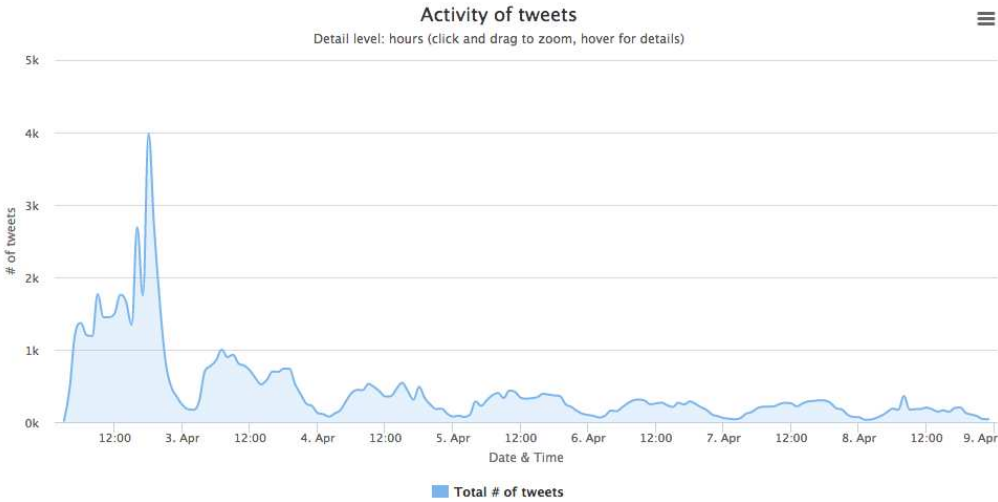 Activity of tweets
Detail level: hours (click and drag to zoom, hover for details)
5k
4k
3k
2k
1k
0k
# of tweets
12:00 3. Apr 12:00 4. Apr 12:00 5. Apr 12:00 6. Apr 12:00 7. Apr 12:00 8. Apr 12:00 9. Apr
Date & Time
Total # of tweets